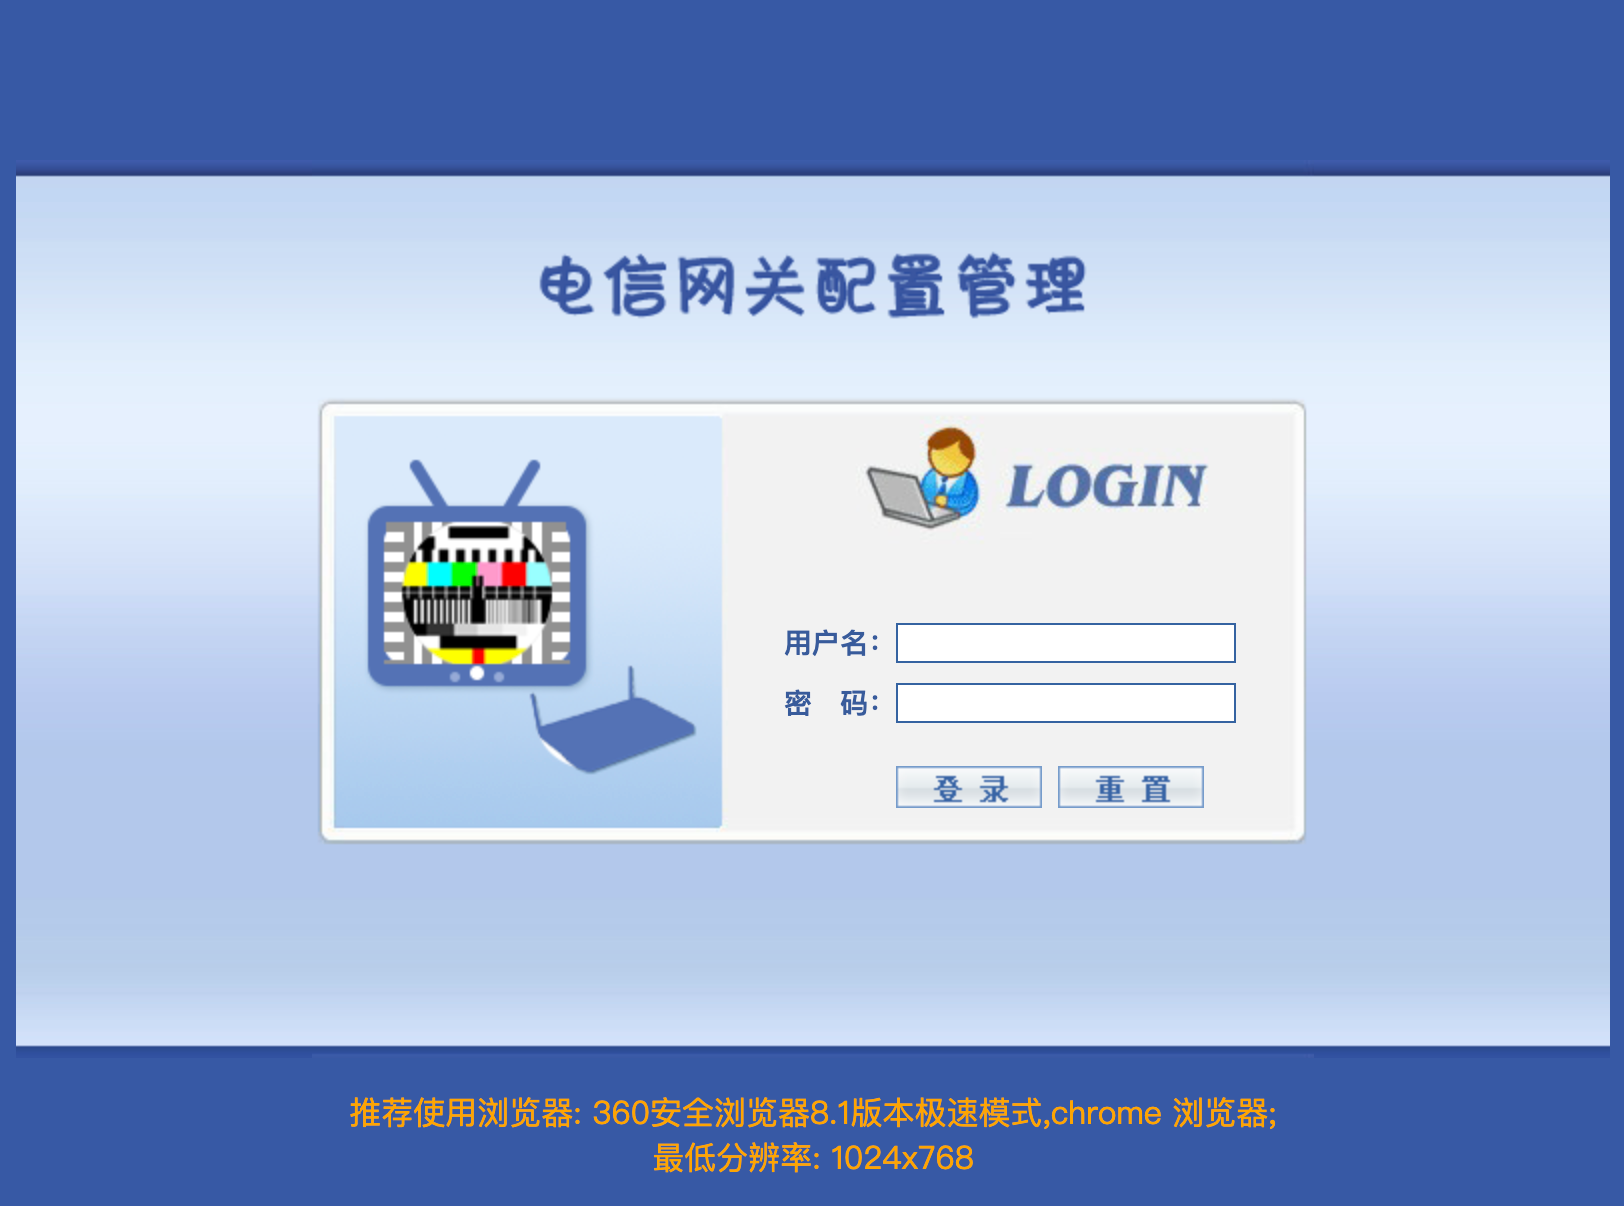 电信网关配置管理
LOGIN
用户名：
密 码：
登 录 重 置
推荐使用浏览器: 360安全浏览器8.1版本极速模式,chrome 浏览器;
最低分辨率: 1024x768